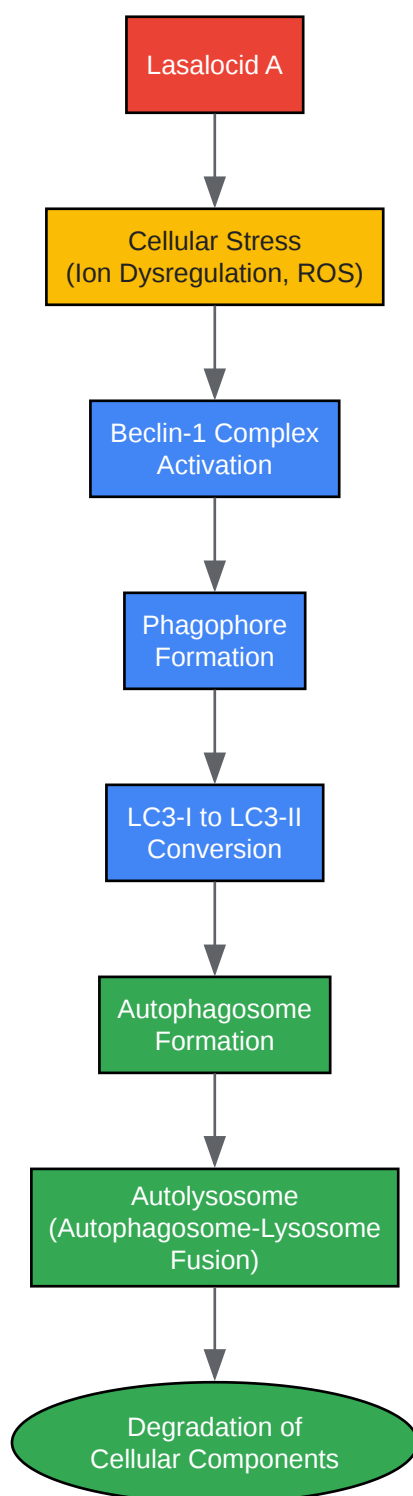 Lasalocid A
Cellular Stress
(Ion Dysregulation, ROS)
Beclin-1 Complex
Activation
Phagophore
Formation
LC3-I to LC3-II
Conversion
Autophagosome
Formation
Autolysosome
(Autophagosome-Lysosome
Fusion)
Degradation of
Cellular Components